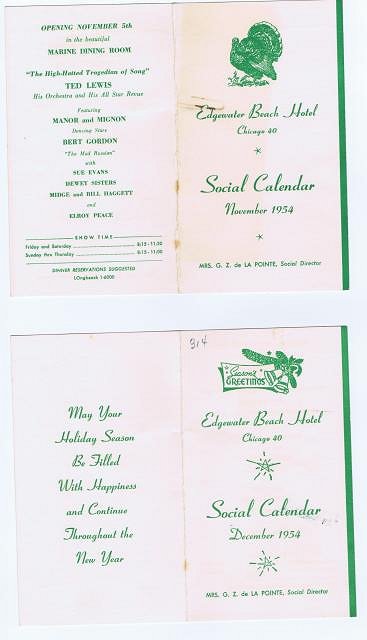 OPENING NOVEMBER 5th
in the beautiful
MARINE DINING ROOM
"The High-Hatted Tragedian of Song"
TED LEWIS
His Orchestra and His All Star Revue
Featuring
MANOR and MIGNON
Dancing Stars
BERT GORDON
"The Mad Russian"
with
SUE EVANS
DEWEY SISTERS
MIDGE and BILL HAGGETT
and
ELROY PEACE
SHOW TIME
Friday and Saturday 8:15-11:00
Sunday thru Thursday 8:15-11:00
DINNER RESERVATIONS SUGGESTED
LOngbeach 1-6000
Edgewater Beach Hotel
Chicago 40
Social Calendar
November 1954
MRS. G. Z. de LA POINTE, Social Director
May Your
Holiday Season
Be Filled
With Happiness
and Continue
Throughout the
New Year
314
Season's
GREETINGS
Edgewater Beach Hotel
Chicago 40
Social Calendar
December 1954
MRS. G. Z. de LA POINTE, Social Director